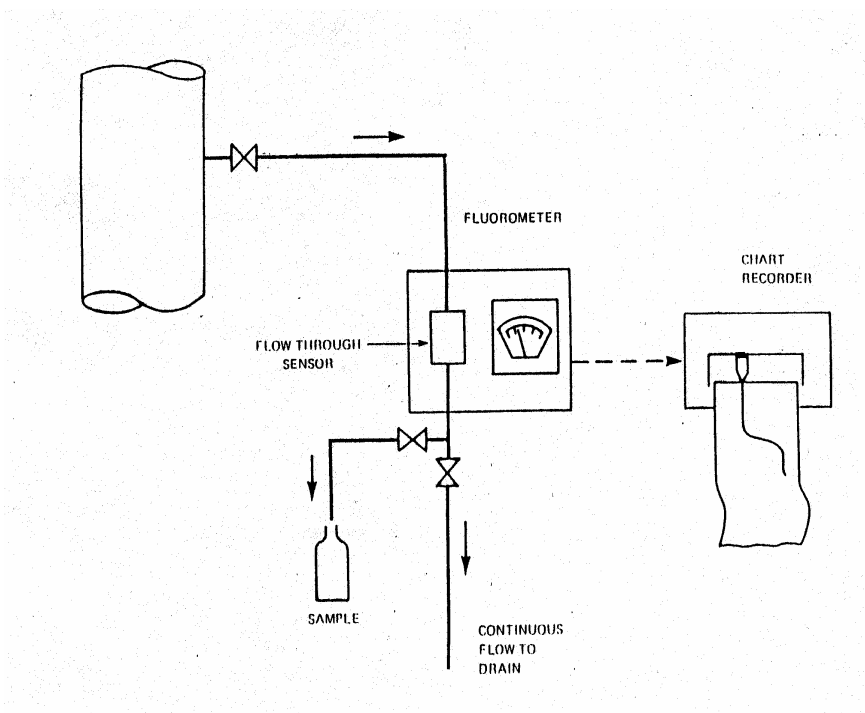 FLUOROMETER
CHART
RECORDER
FLOW THROUGH
SENSOR
SAMPLE
CONTINUOUS
FLOW TO
DRAIN